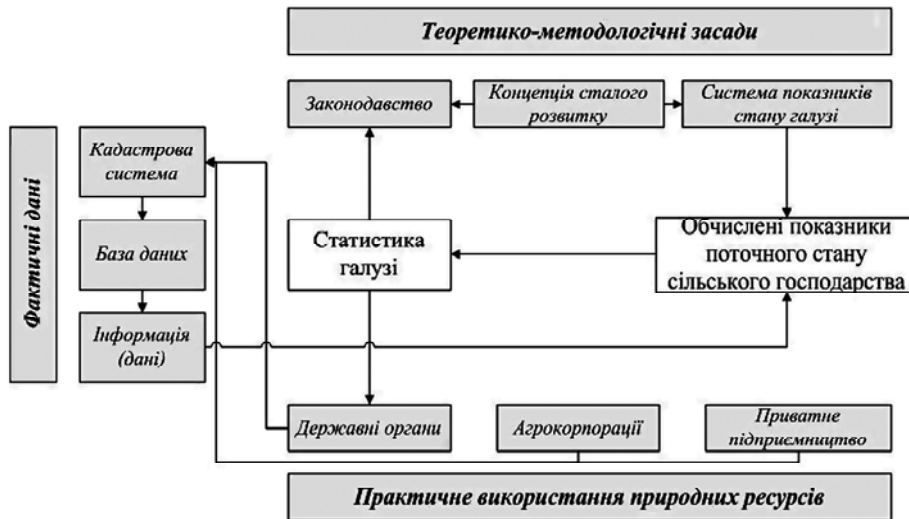 Теоретико-методологічні засади
Законодавство
Концепція сталого
розвитку
Система показників
стану галузі
Фактичні дані
Кадастрова
система
База даних
Інформація
(дані)
Статистика
галузі
Обчислені показники
поточного стану
сільського господарства
Державні органи
Агрокорпорації
Приватне
підприємництво
Практичне використання природних ресурсів